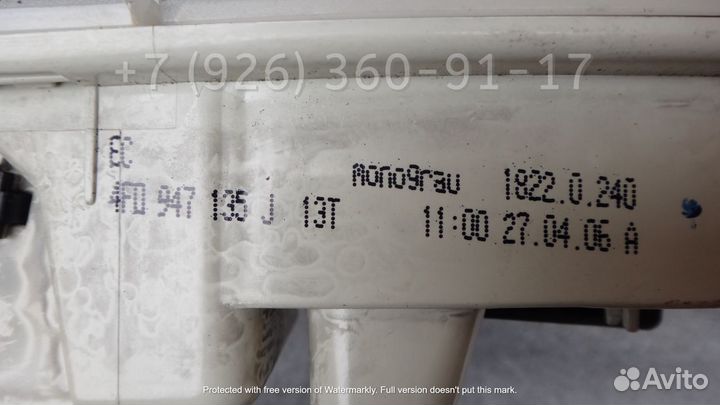 +7 (926) 360-91-17
EC
4FD 947 135 J 13T
monograu 1822.0.240
11:00 27.04.06 A
Protected with free version of Watermarkly. Full version doesn't put this mark.
Avito